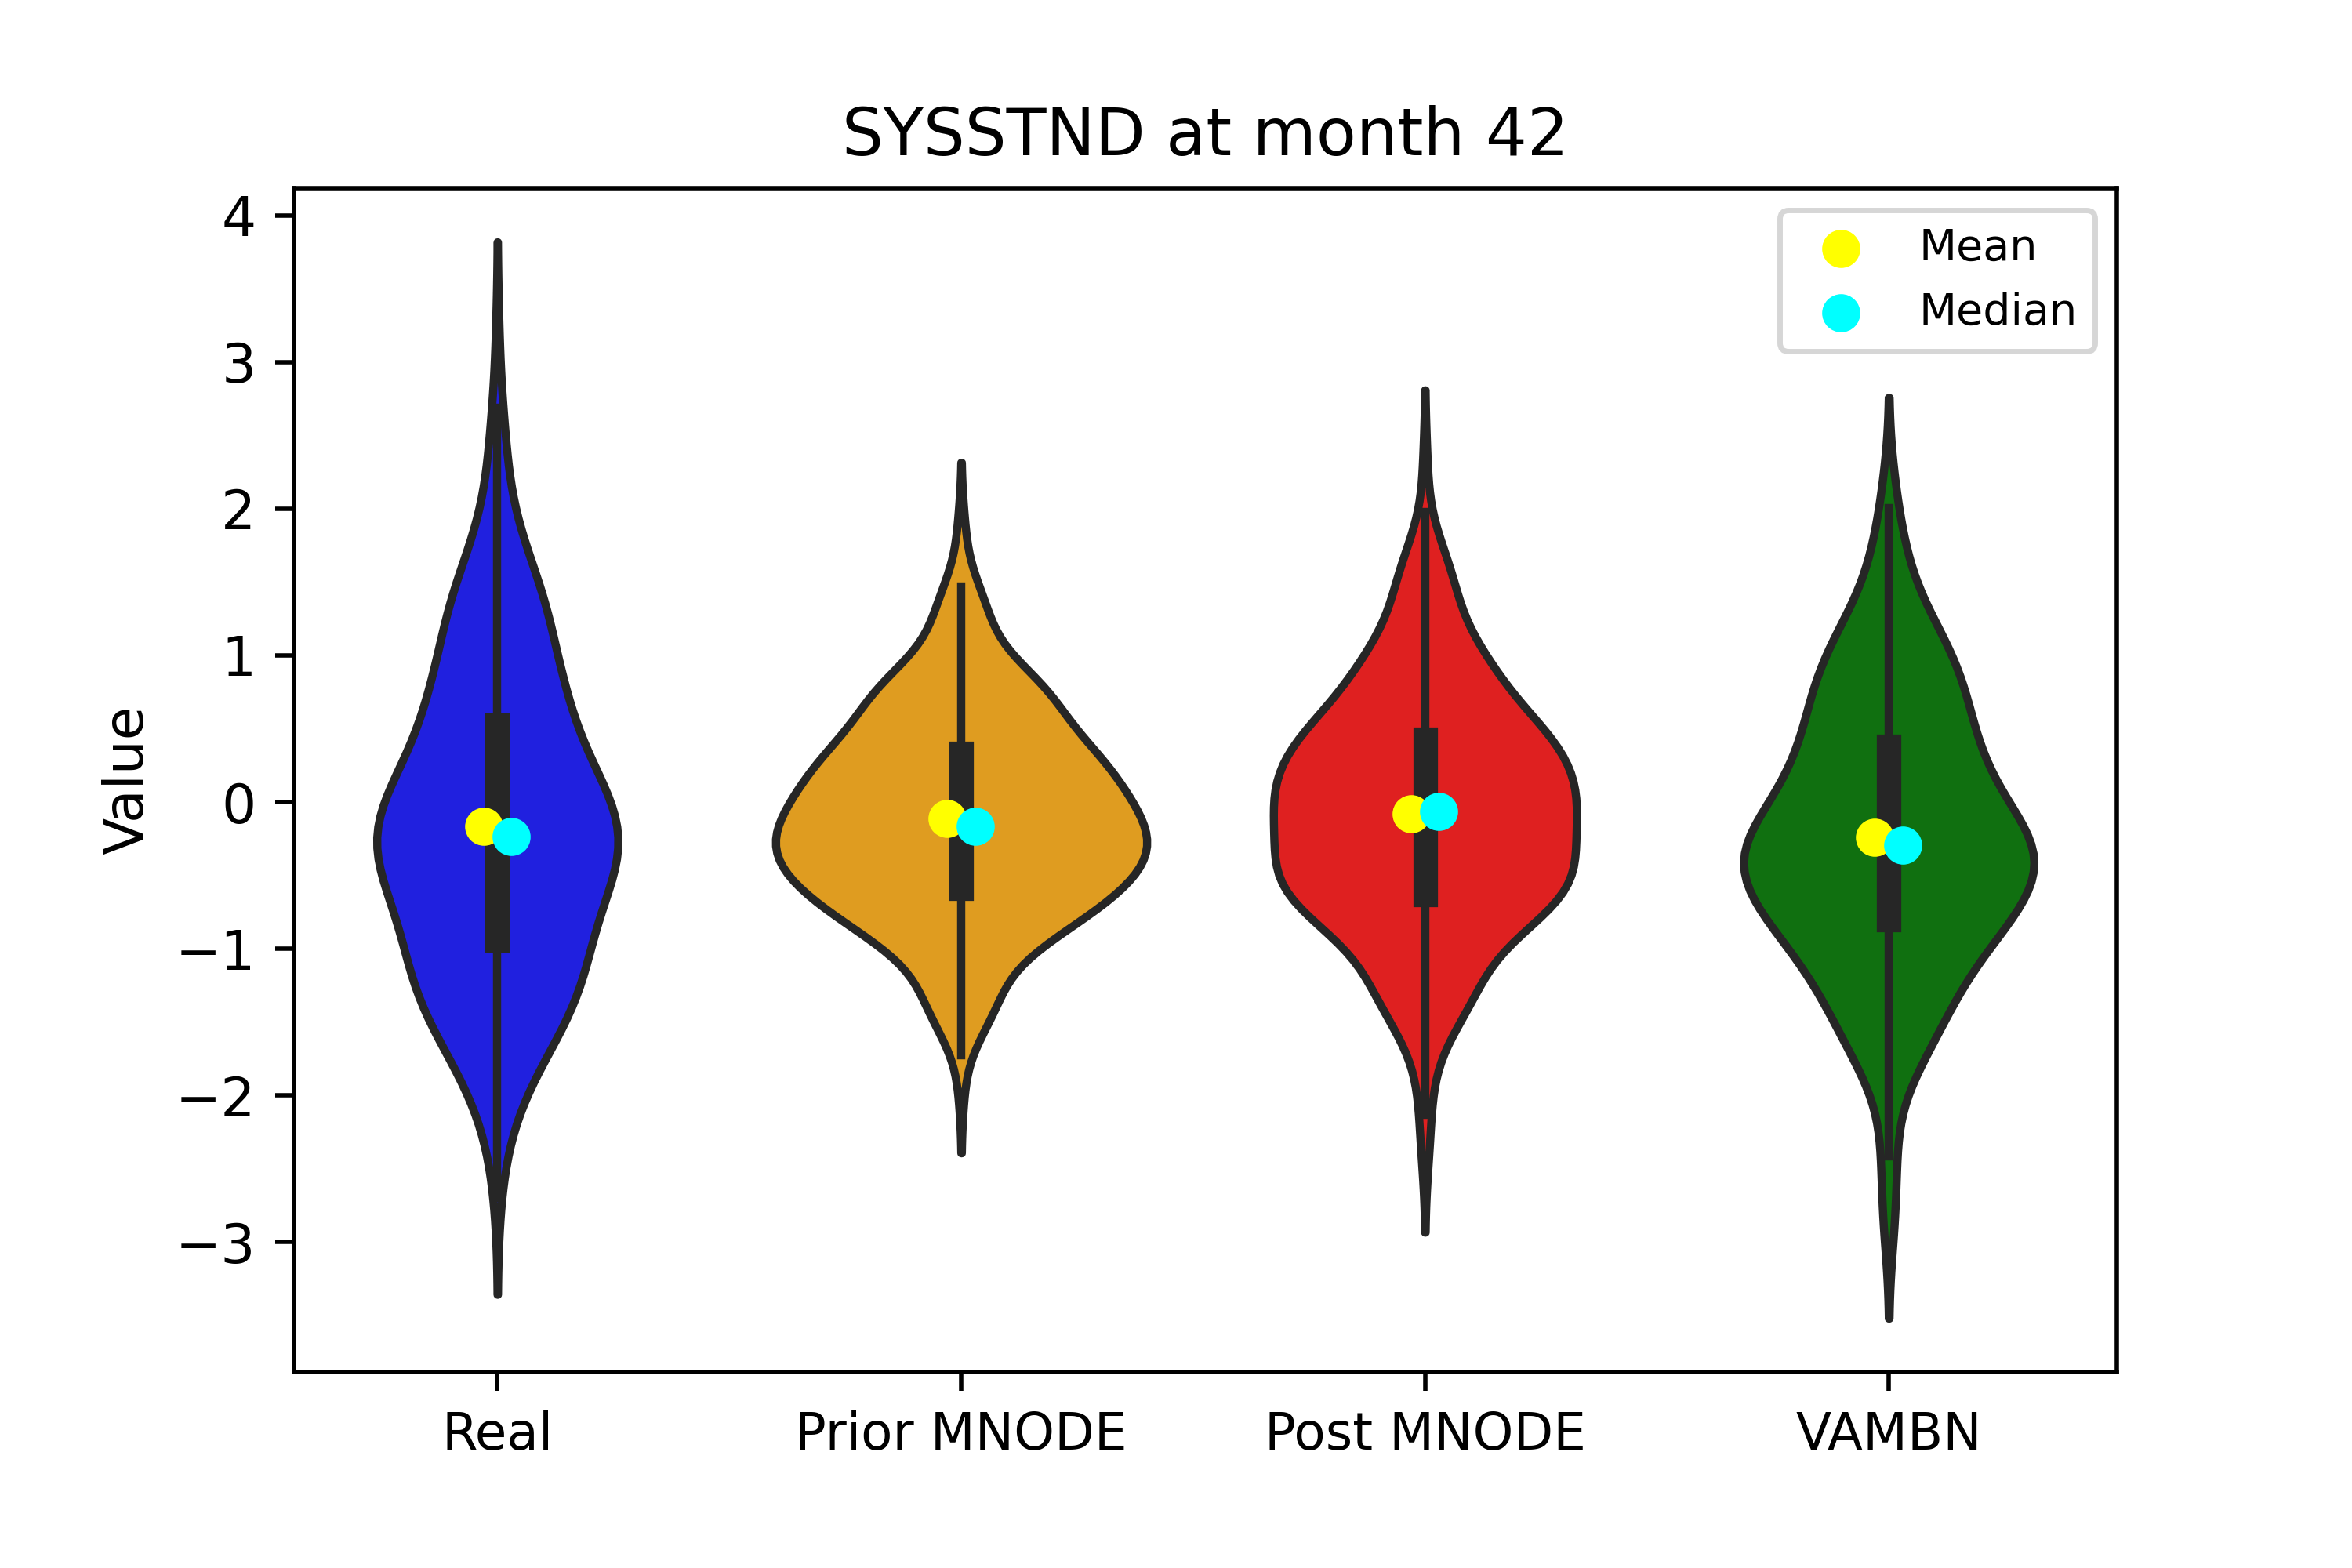 SYSSTND at month 42
Mean
Median
Value
4
3
2
1
0
−1
−2
−3
Real
Prior MNODE
Post MNODE
VAMBN